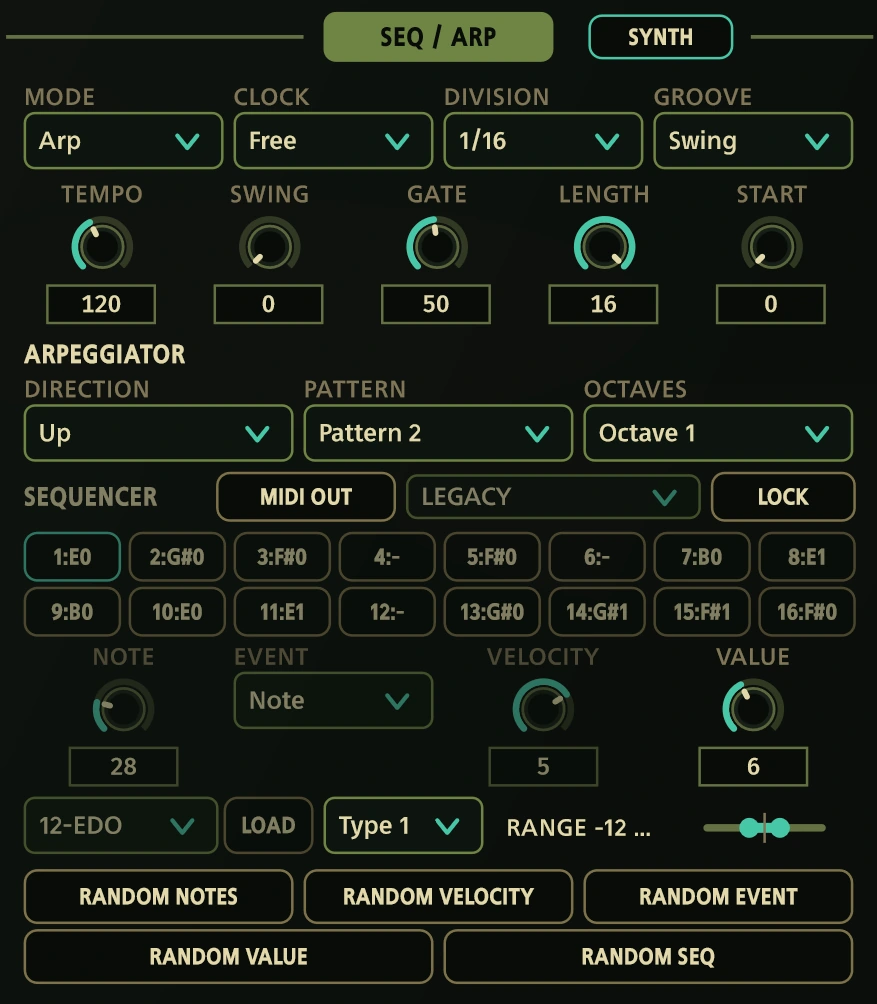 SEQ / ARP SYNTH
MODE CLOCK DIVISION GROOVE
Arp Free 1/16 Swing
TEMPO SWING GATE LENGTH START
120 0 50 16 0
ARPEGGIATOR
DIRECTION PATTERN OCTAVES
Up Pattern 2 Octave 1
SEQUENCER MIDI OUT LEGACY LOCK
1:E0 2:G#0 3:F#0 4:- 5:F#0 6:- 7:B0 8:E1
9:B0 10:E0 11:E1 12:- 13:G#0 14:G#1 15:F#1 16:F#0
NOTE EVENT VELOCITY VALUE
Note
28 5 6
12-EDO LOAD Type 1 RANGE -12 ...
RANDOM NOTES RANDOM VELOCITY RANDOM EVENT
RANDOM VALUE RANDOM SEQ